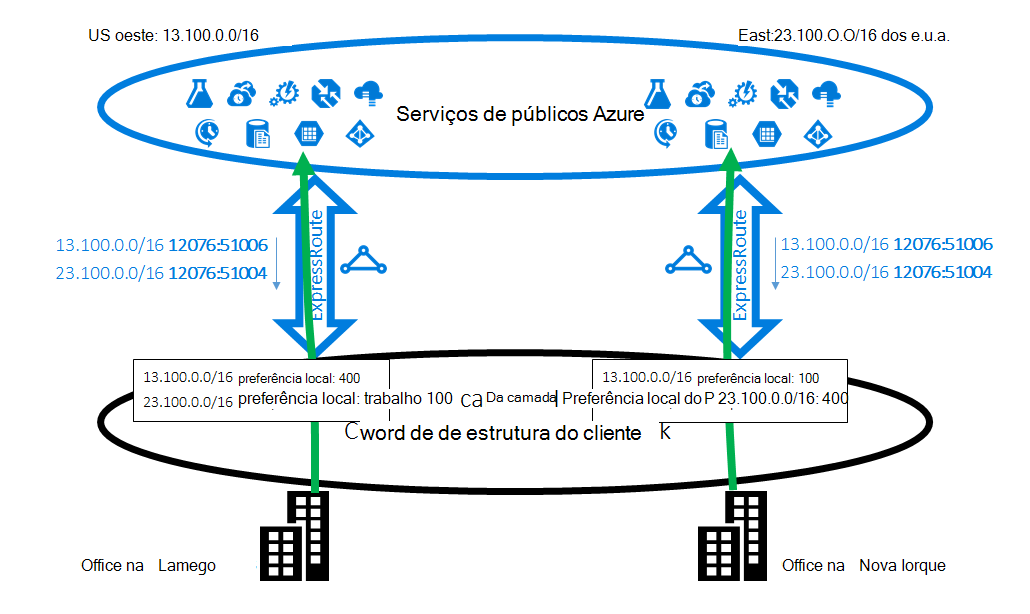 US oeste: 13.100.0.0/16
East:23.100.O.O/16 dos e.u.a.
Serviços de públicos Azure
ExpressRoute
ExpressRoute
13.100.0.0/16 12076:51006
23.100.0.0/16 12076:51004
13.100.0.0/16 12076:51006
23.100.0.0/16 12076:51004
13.100.0.0/16 preferência local: 400
23.100.0.0/16 preferência local: trabalho 100
ca Da camada l
13.100.0.0/16 preferência local: 100
Preferência local do P 23.100.0.0/16: 400
Cword de de estrutura do cliente k
Office na Lamego
Office na Nova Iorque